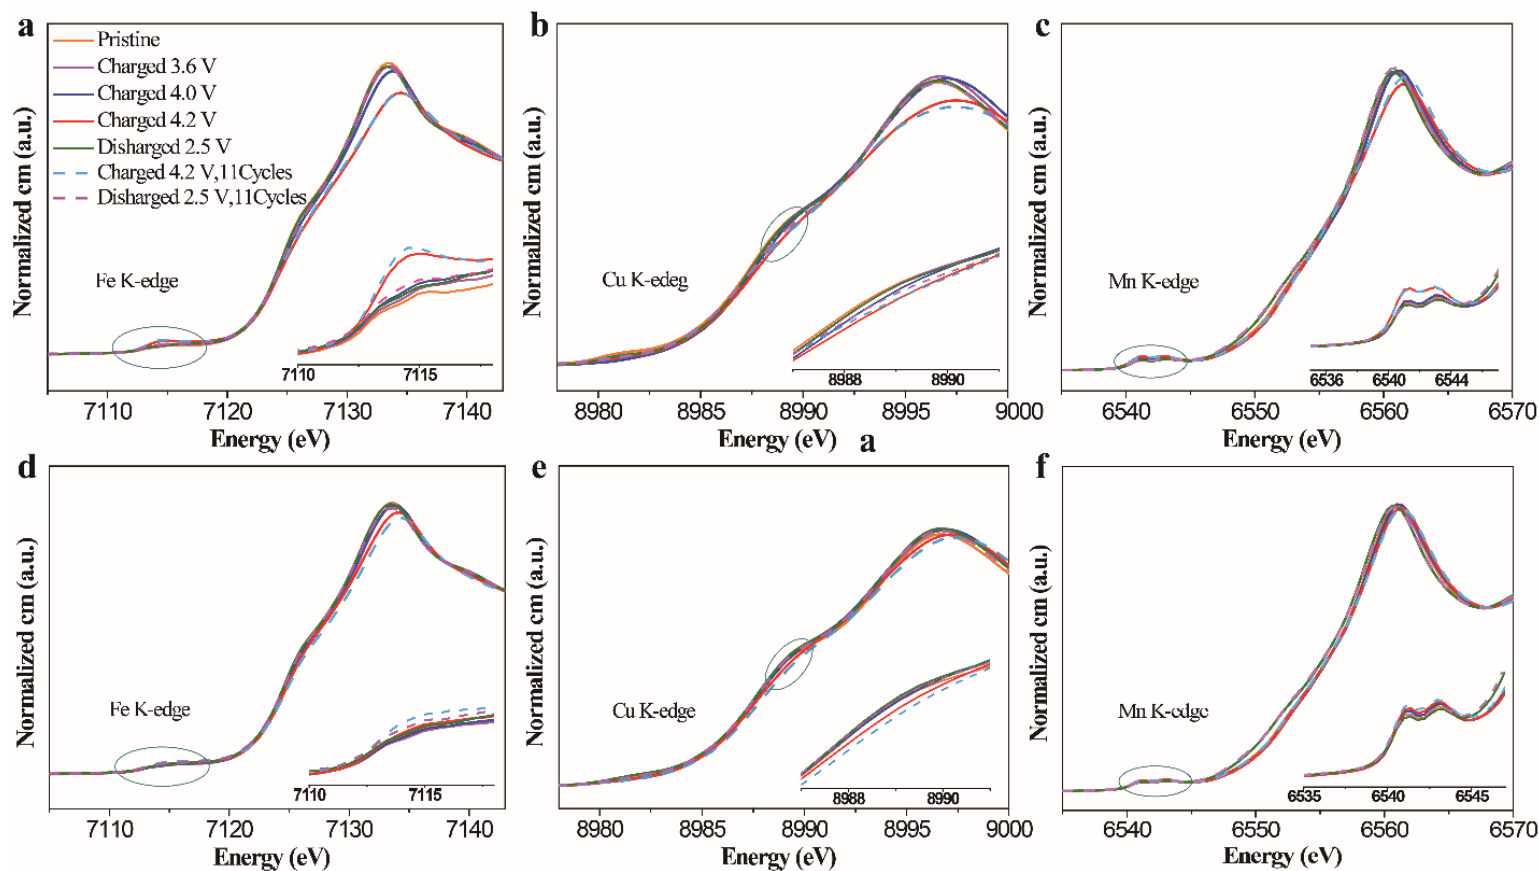 a
Pristine
Charged 3.6 V
Charged 4.0 V
Charged 4.2 V
Disharged 2.5 V
Charged 4.2 V,11Cycles
Disharged 2.5 V,11Cycles
Normalized cm (a.u.)
Fe K-edge
7110 7115
7110 7120 7130 7140
Energy (eV)
b
Normalized cm (a.u.)
Cu K-edeg
8988 8990
8980 8985 8990 8995 9000
Energy (eV)
a
c
Normalized cm (a.u.)
Mn K-edge
6536 6540 6544
6540 6550 6560 6570
Energy (eV)
d
Normalized cm (a.u.)
Fe K-edge
7110 7115
7110 7120 7130 7140
Energy (eV)
e
Normalized cm (a.u.)
Cu K-edge
8988 8990
8980 8985 8990 8995 9000
Energy (eV)
f
Normalized cm (a.u.)
Mn K-edge
6535 6540 6545
6540 6550 6560 6570
Energy (eV)